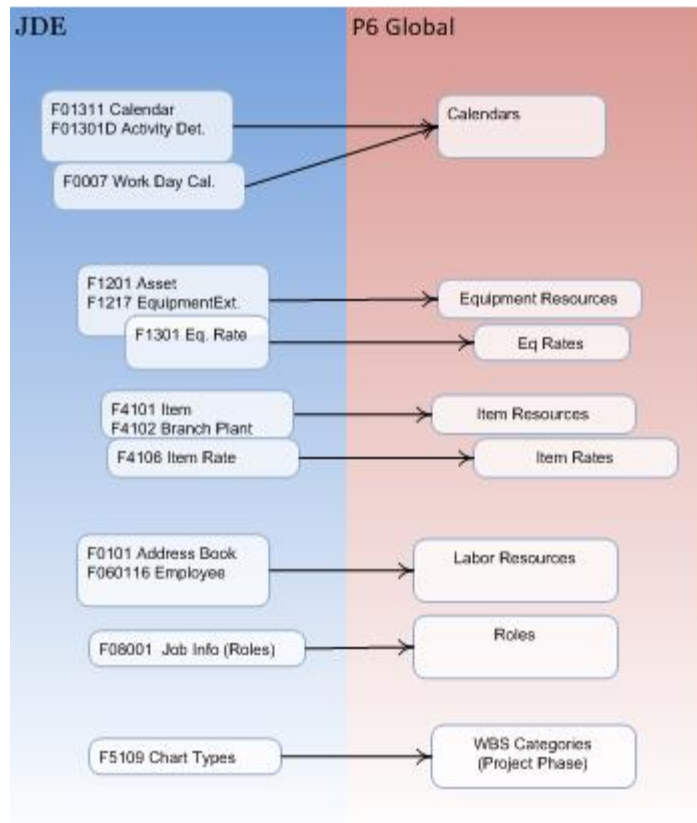 JDE
P6 Global
F01311 Calendar
F01301D Activity Det.
Calendars
F0007 Work Day Cal.
F1201 Asset
F1217 EquipmentExt.
Equipment Resources
F1301 Eq. Rate
Eq Rates
F4101 Item
F4102 Branch Plant
Item Resources
F4106 Item Rate
Item Rates
F0101 Address Book
F060116 Employee
Labor Resources
F08001 Job Info (Roles)
Roles
F5109 Chart Types
WBS Categories
(Project Phase)